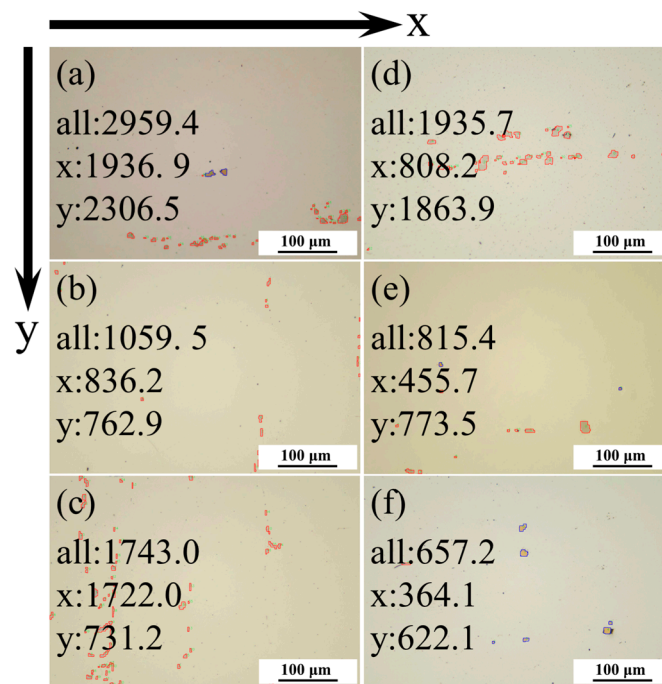 x
y
(a)
all:2959.4
x:1936. 9
y:2306.5
100 μm
(b)
all:1059. 5
x:836.2
y:762.9
100 μm
(c)
all:1743.0
x:1722.0
y:731.2
100 μm
(d)
all:1935.7
x:808.2
y:1863.9
100 μm
(e)
all:815.4
x:455.7
y:773.5
100 μm
(f)
all:657.2
x:364.1
y:622.1
100 μm